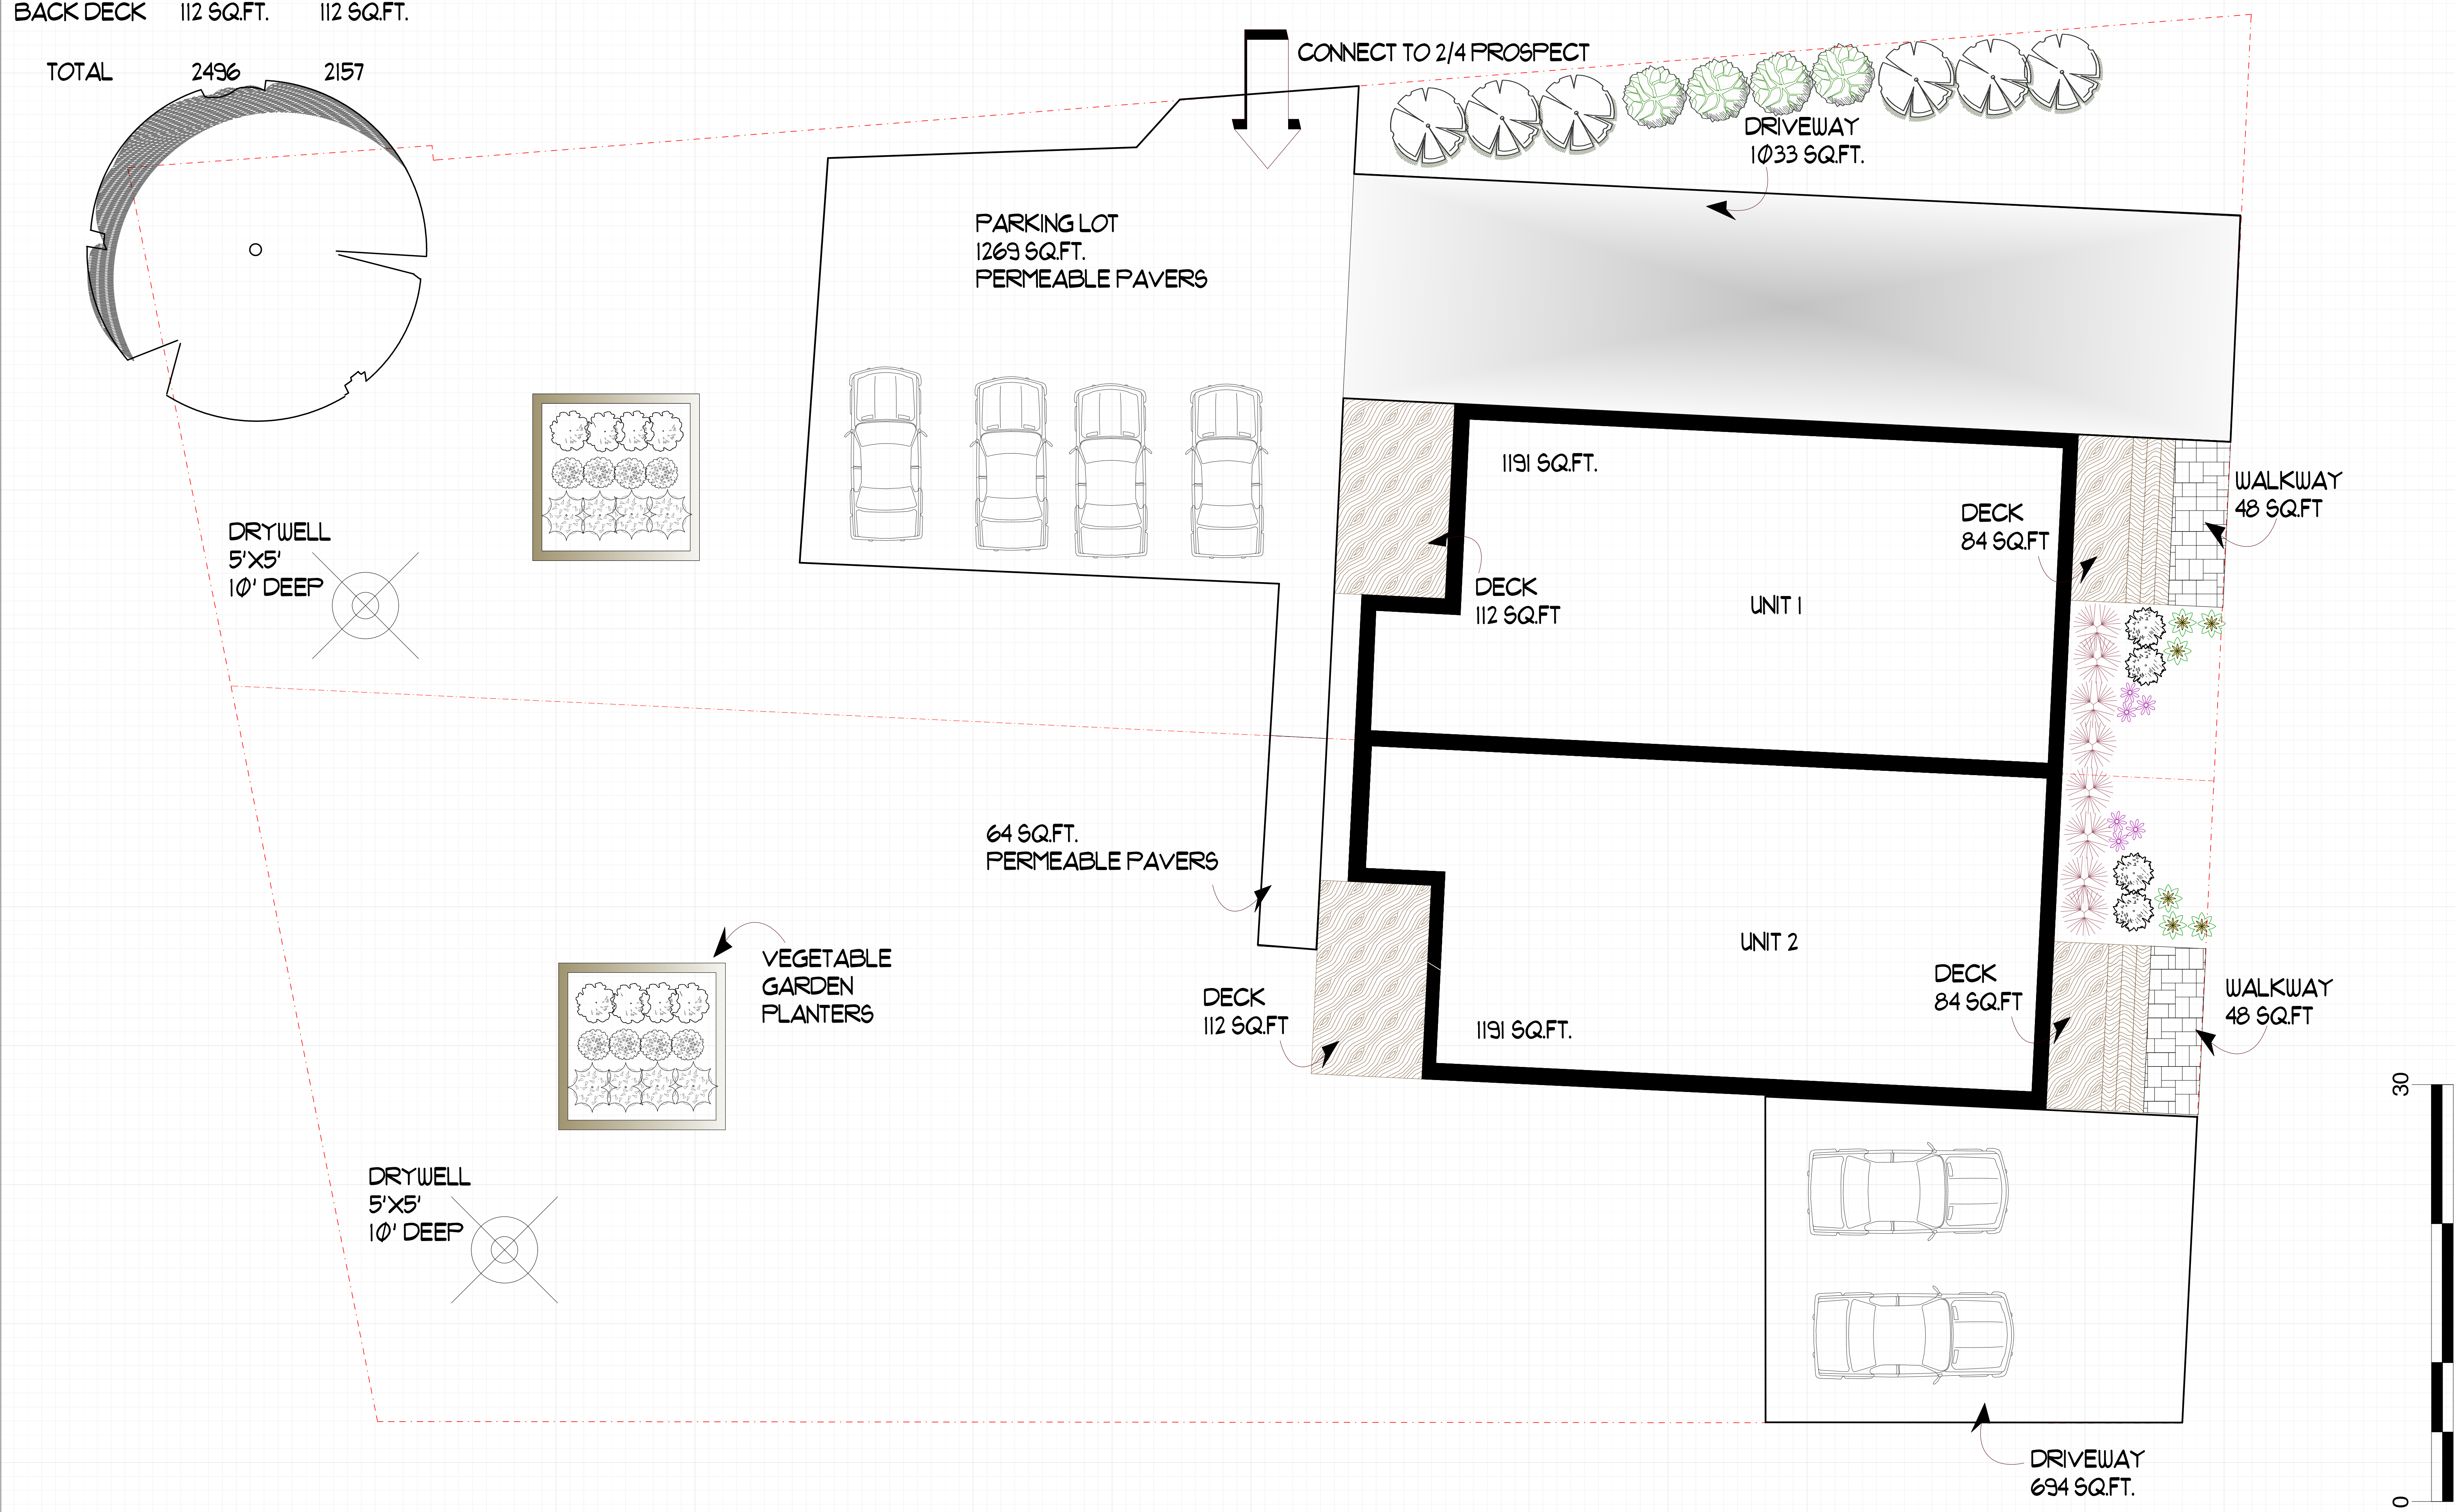 BACK DECK 112 SQ.FT. 112 SQ.FT.
TOTAL 2496 2157
CONNECT TO 2/4 PROSPECT
DRIVEWAY
1033 SQ.FT.
PARKING LOT
1269 SQ.FT.
PERMEABLE PAVERS
1191 SQ.FT.
WALKWAY
48 SQ.FT
DECK
84 SQ.FT
DRYWELL
5'X5'
10' DEEP
DECK
112 SQ.FT
UNIT 1
64 SQ.FT.
PERMEABLE PAVERS
UNIT 2
VEGETABLE
GARDEN
PLANTERS
DECK
112 SQ.FT
1191 SQ.FT.
DECK
84 SQ.FT
WALKWAY
48 SQ.FT
30
DRYWELL
5'X5'
10' DEEP
DRIVEWAY
694 SQ.FT.
0